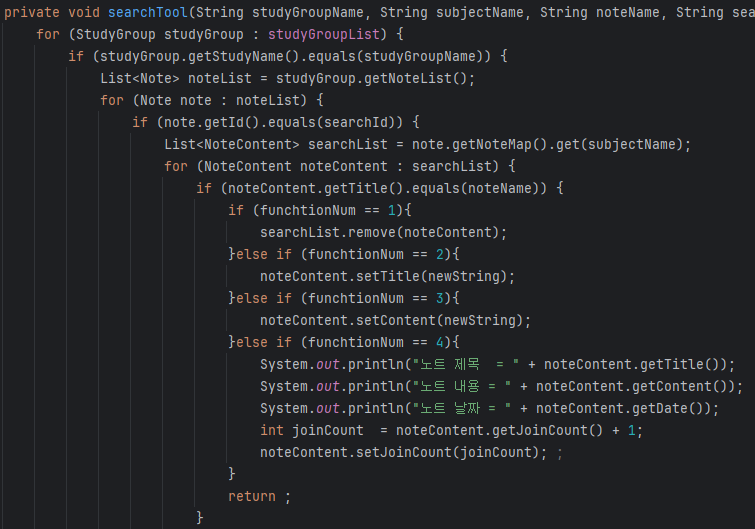 private void searchTool(String studyGroupName, String subjectName, String noteName, String sea
for (StudyGroup studyGroup : studyGroupList) {
if (studyGroup.getStudyName().equals(studyGroupName)) {
List<Note> noteList = studyGroup.getNoteList();
for (Note note : noteList) {
if (note.getId().equals(searchId)) {
List<NoteContent> searchList = note.getNoteMap().get(subjectName);
for (NoteContent noteContent : searchList) {
if (noteContent.getTitle().equals(noteName)) {
if (funchtionNum == 1){
searchList.remove(noteContent);
}else if (funchtionNum == 2){
noteContent.setTitle(newString);
}else if (funchtionNum == 3){
noteContent.setContent(newString);
}else if (funchtionNum == 4){
System.out.println("노트 제목  = " + noteContent.getTitle());
System.out.println("노트 내용 = " + noteContent.getContent());
System.out.println("노트 날짜 = " + noteContent.getDate());
int joinCount  = noteContent.getJoinCount() + 1;
noteContent.setJoinCount(joinCount); ;
}
return ;
}